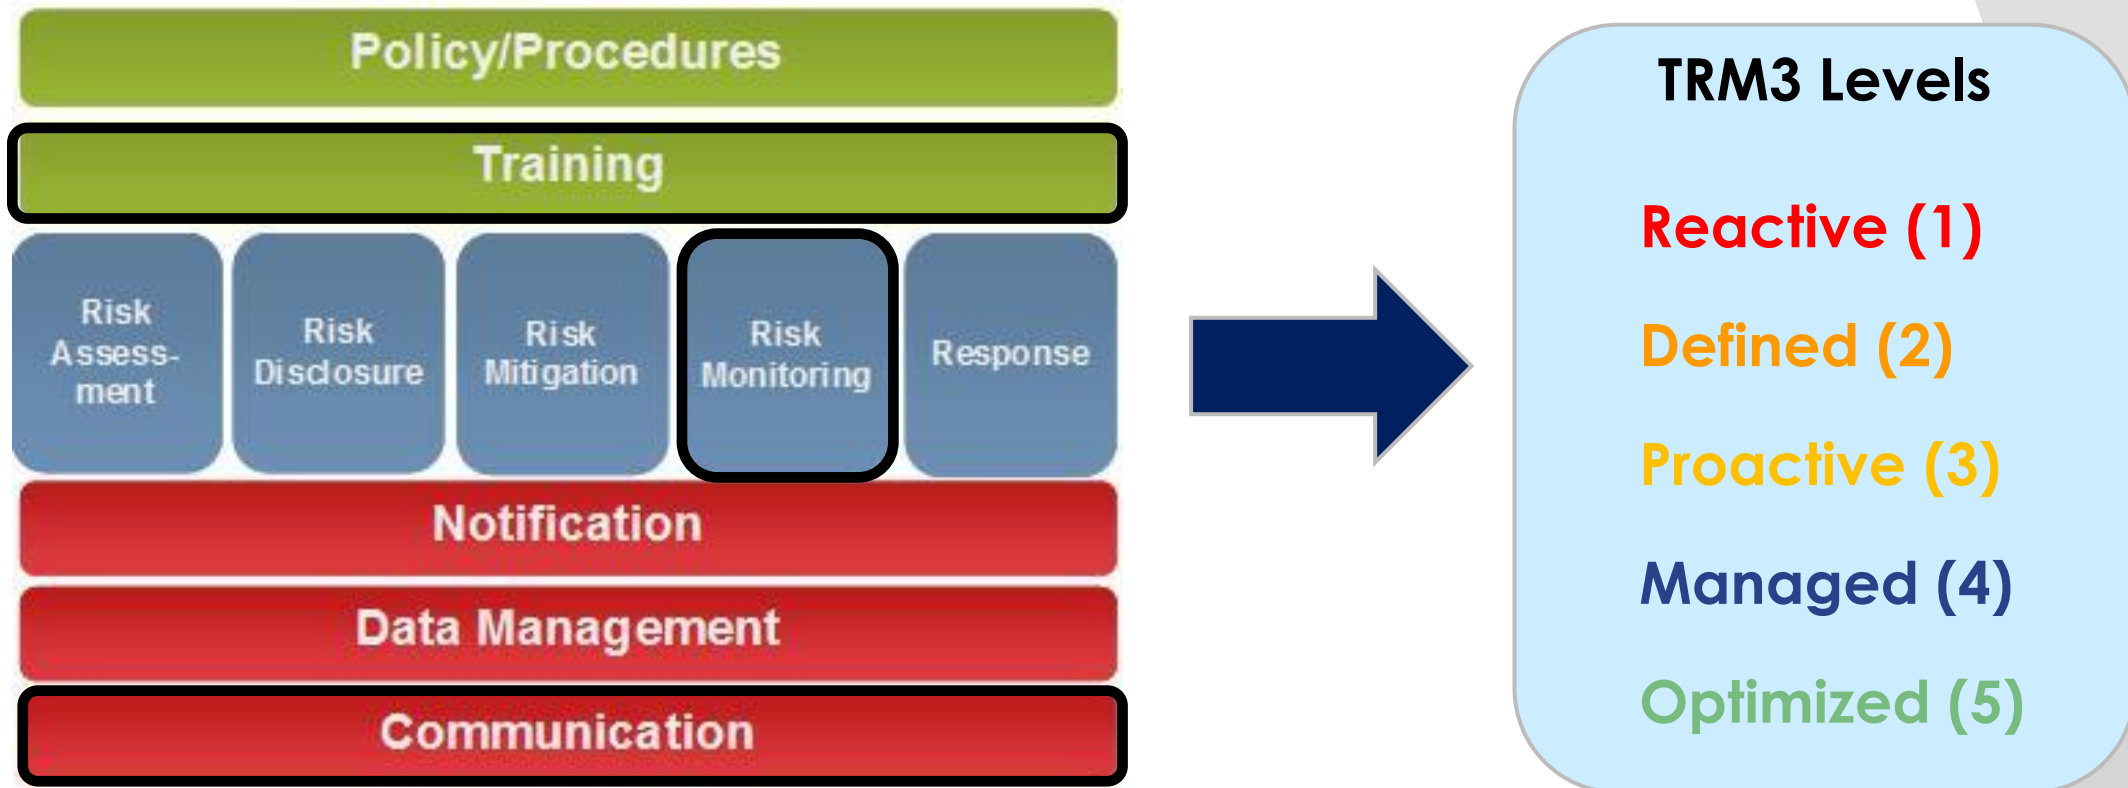 Policy/Procedures
Training
Risk
Assess-
ment
Risk
Disclosure
Risk
Mitigation
Risk
Monitoring
Response
Notification
Data Management
Communication
TRM3 Levels
Reactive (1)
Defined (2)
Proactive (3)
Managed (4)
Optimized (5)